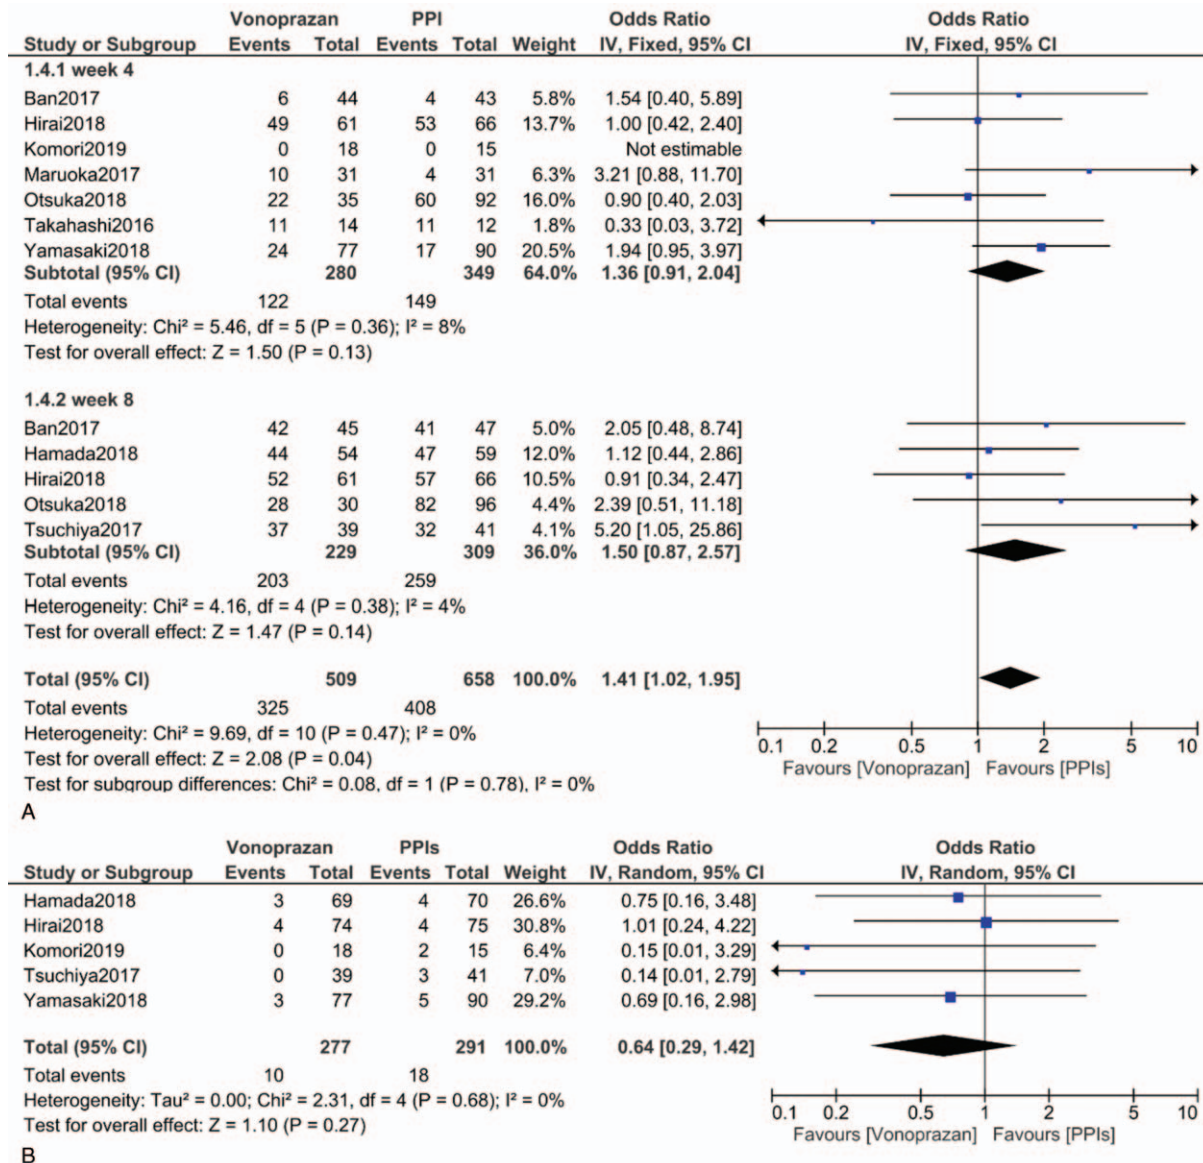 Vonoprazan PPI Odds Ratio Odds Ratio
Study or Subgroup Events Total Events Total Weight IV, Fixed, 95% CI IV, Fixed, 95% CI
1.4.1 week 4
Ban2017 6 44 4 43 5.8% 1.54 [0.40, 5.89]
Hirai2018 49 61 53 66 13.7% 1.00 [0.42, 2.40]
Komori2019 0 18 0 15 Not estimable
Maruoka2017 10 31 4 31 6.3% 3.21 [0.88, 11.70]
Otsuka2018 22 35 60 92 16.0% 0.90 [0.40, 2.03]
Takahashi2016 11 14 11 12 1.8% 0.33 [0.03, 3.72]
Yamasaki2018 24 77 17 90 20.5% 1.94 [0.95, 3.97]
Subtotal (95% CI) 280 349 64.0% 1.36 [0.91, 2.04]
Total events 122 149
Heterogeneity: Chi² = 5.46, df = 5 (P = 0.36); I² = 8%
Test for overall effect: Z = 1.50 (P = 0.13)
1.4.2 week 8
Ban2017 42 45 41 47 5.0% 2.05 [0.48, 8.74]
Hamada2018 44 54 47 59 12.0% 1.12 [0.44, 2.86]
Hirai2018 52 61 57 66 10.5% 0.91 [0.34, 2.47]
Otsuka2018 28 30 82 96 4.4% 2.39 [0.51, 11.18]
Tsuchiya2017 37 39 32 41 4.1% 5.20 [1.05, 25.86]
Subtotal (95% CI) 229 309 36.0% 1.50 [0.87, 2.57]
Total events 203 259
Heterogeneity: Chi² = 4.16, df = 4 (P = 0.38); I² = 4%
Test for overall effect: Z = 1.47 (P = 0.14)
Total (95% CI) 509 658 100.0% 1.41 [1.02, 1.95]
Total events 325 408
Heterogeneity: Chi² = 9.69, df = 10 (P = 0.47); I² = 0%
Test for overall effect: Z = 2.08 (P = 0.04)
Test for subgroup differences: Chi² = 0.08, df = 1 (P = 0.78), I² = 0%
0.1 0.2 0.5 1 2 5 10
Favours [Vonoprazan] Favours [PPIs]
A
Vonoprazan PPIs Odds Ratio Odds Ratio
Study or Subgroup Events Total Events Total Weight IV, Random, 95% CI IV, Random, 95% CI
Hamada2018 3 69 4 70 26.6% 0.75 [0.16, 3.48]
Hirai2018 4 74 4 75 30.8% 1.01 [0.24, 4.22]
Komori2019 0 18 2 15 6.4% 0.15 [0.01, 3.29]
Tsuchiya2017 0 39 3 41 7.0% 0.14 [0.01, 2.79]
Yamasaki2018 3 77 5 90 29.2% 0.69 [0.16, 2.98]
Total (95% CI) 277 291 100.0% 0.64 [0.29, 1.42]
Total events 10 18
Heterogeneity: Tau² = 0.00; Chi² = 2.31, df = 4 (P = 0.68); I² = 0%
Test for overall effect: Z = 1.10 (P = 0.27)
0.1 0.2 0.5 1 2 5 10
Favours [Vonoprazan] Favours [PPIs]
B